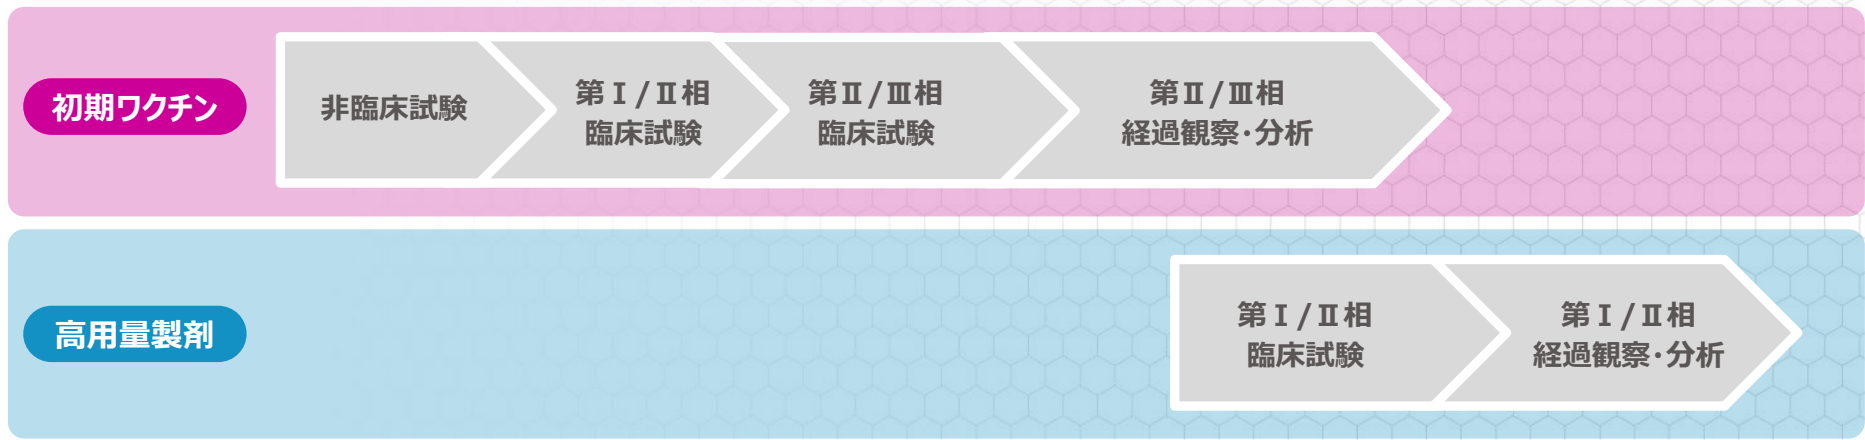 初期ワクチン
非臨床試験
第Ⅰ/Ⅱ相
臨床試験
第Ⅱ/Ⅲ相
臨床試験
第Ⅱ/Ⅲ相
経過観察･分析
高用量製剤
第Ⅰ/Ⅱ相
臨床試験
第Ⅰ/Ⅱ相
経過観察･分析